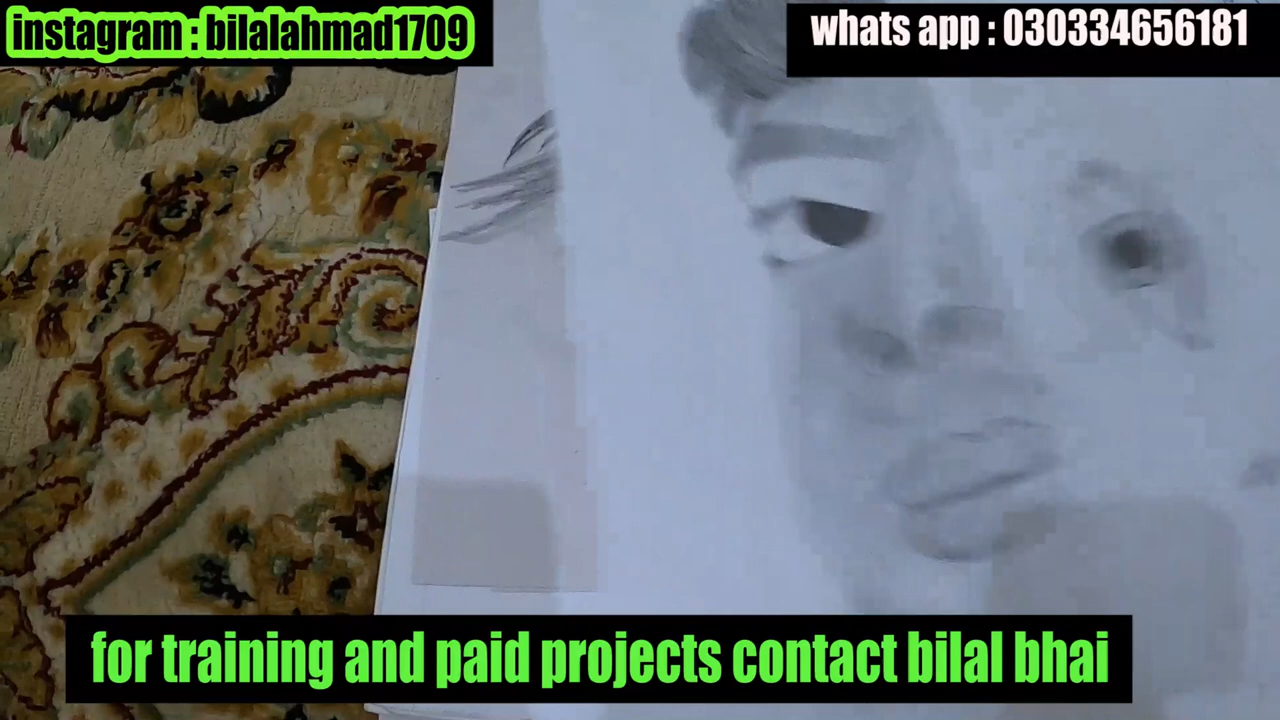 instagram : bilalahmad1709
whats app : 030334656181
for training and paid projects contact bilal bhai